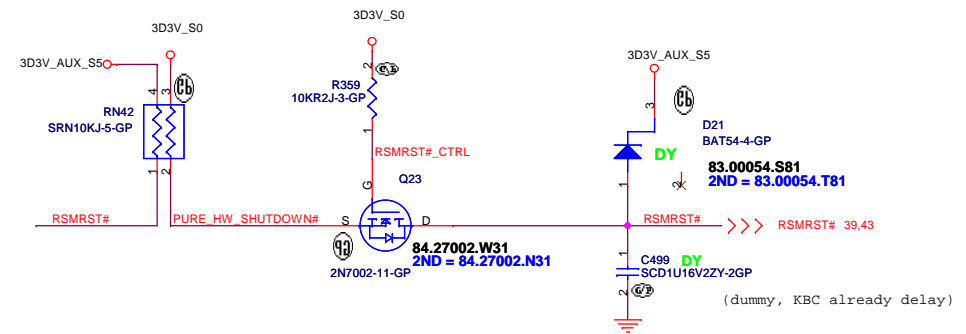 3D3V_S0
3D3V_S0
3D3V_AUX_S5
3D3V_AUX_S5
4
3
2
3
RN42
SRN10KJ-5-GP
R359
10KR2J-3-GP
D21
BAT54-4-GP
1
2
1
RSMRST#_CTRL
DY
83.00054.S81
2ND = 83.00054.T81
2
1
G
Q23
RSMRST#
PURE_HW_SHUTDOWN#
S
D
RSMRST#
RSMRST# 39,43
84.27002.W31
2ND = 84.27002.N31
2N7002-11-GP
1
2
C499
DY
SCD1U16V2ZY-2GP
(dummy, KBC already delay)